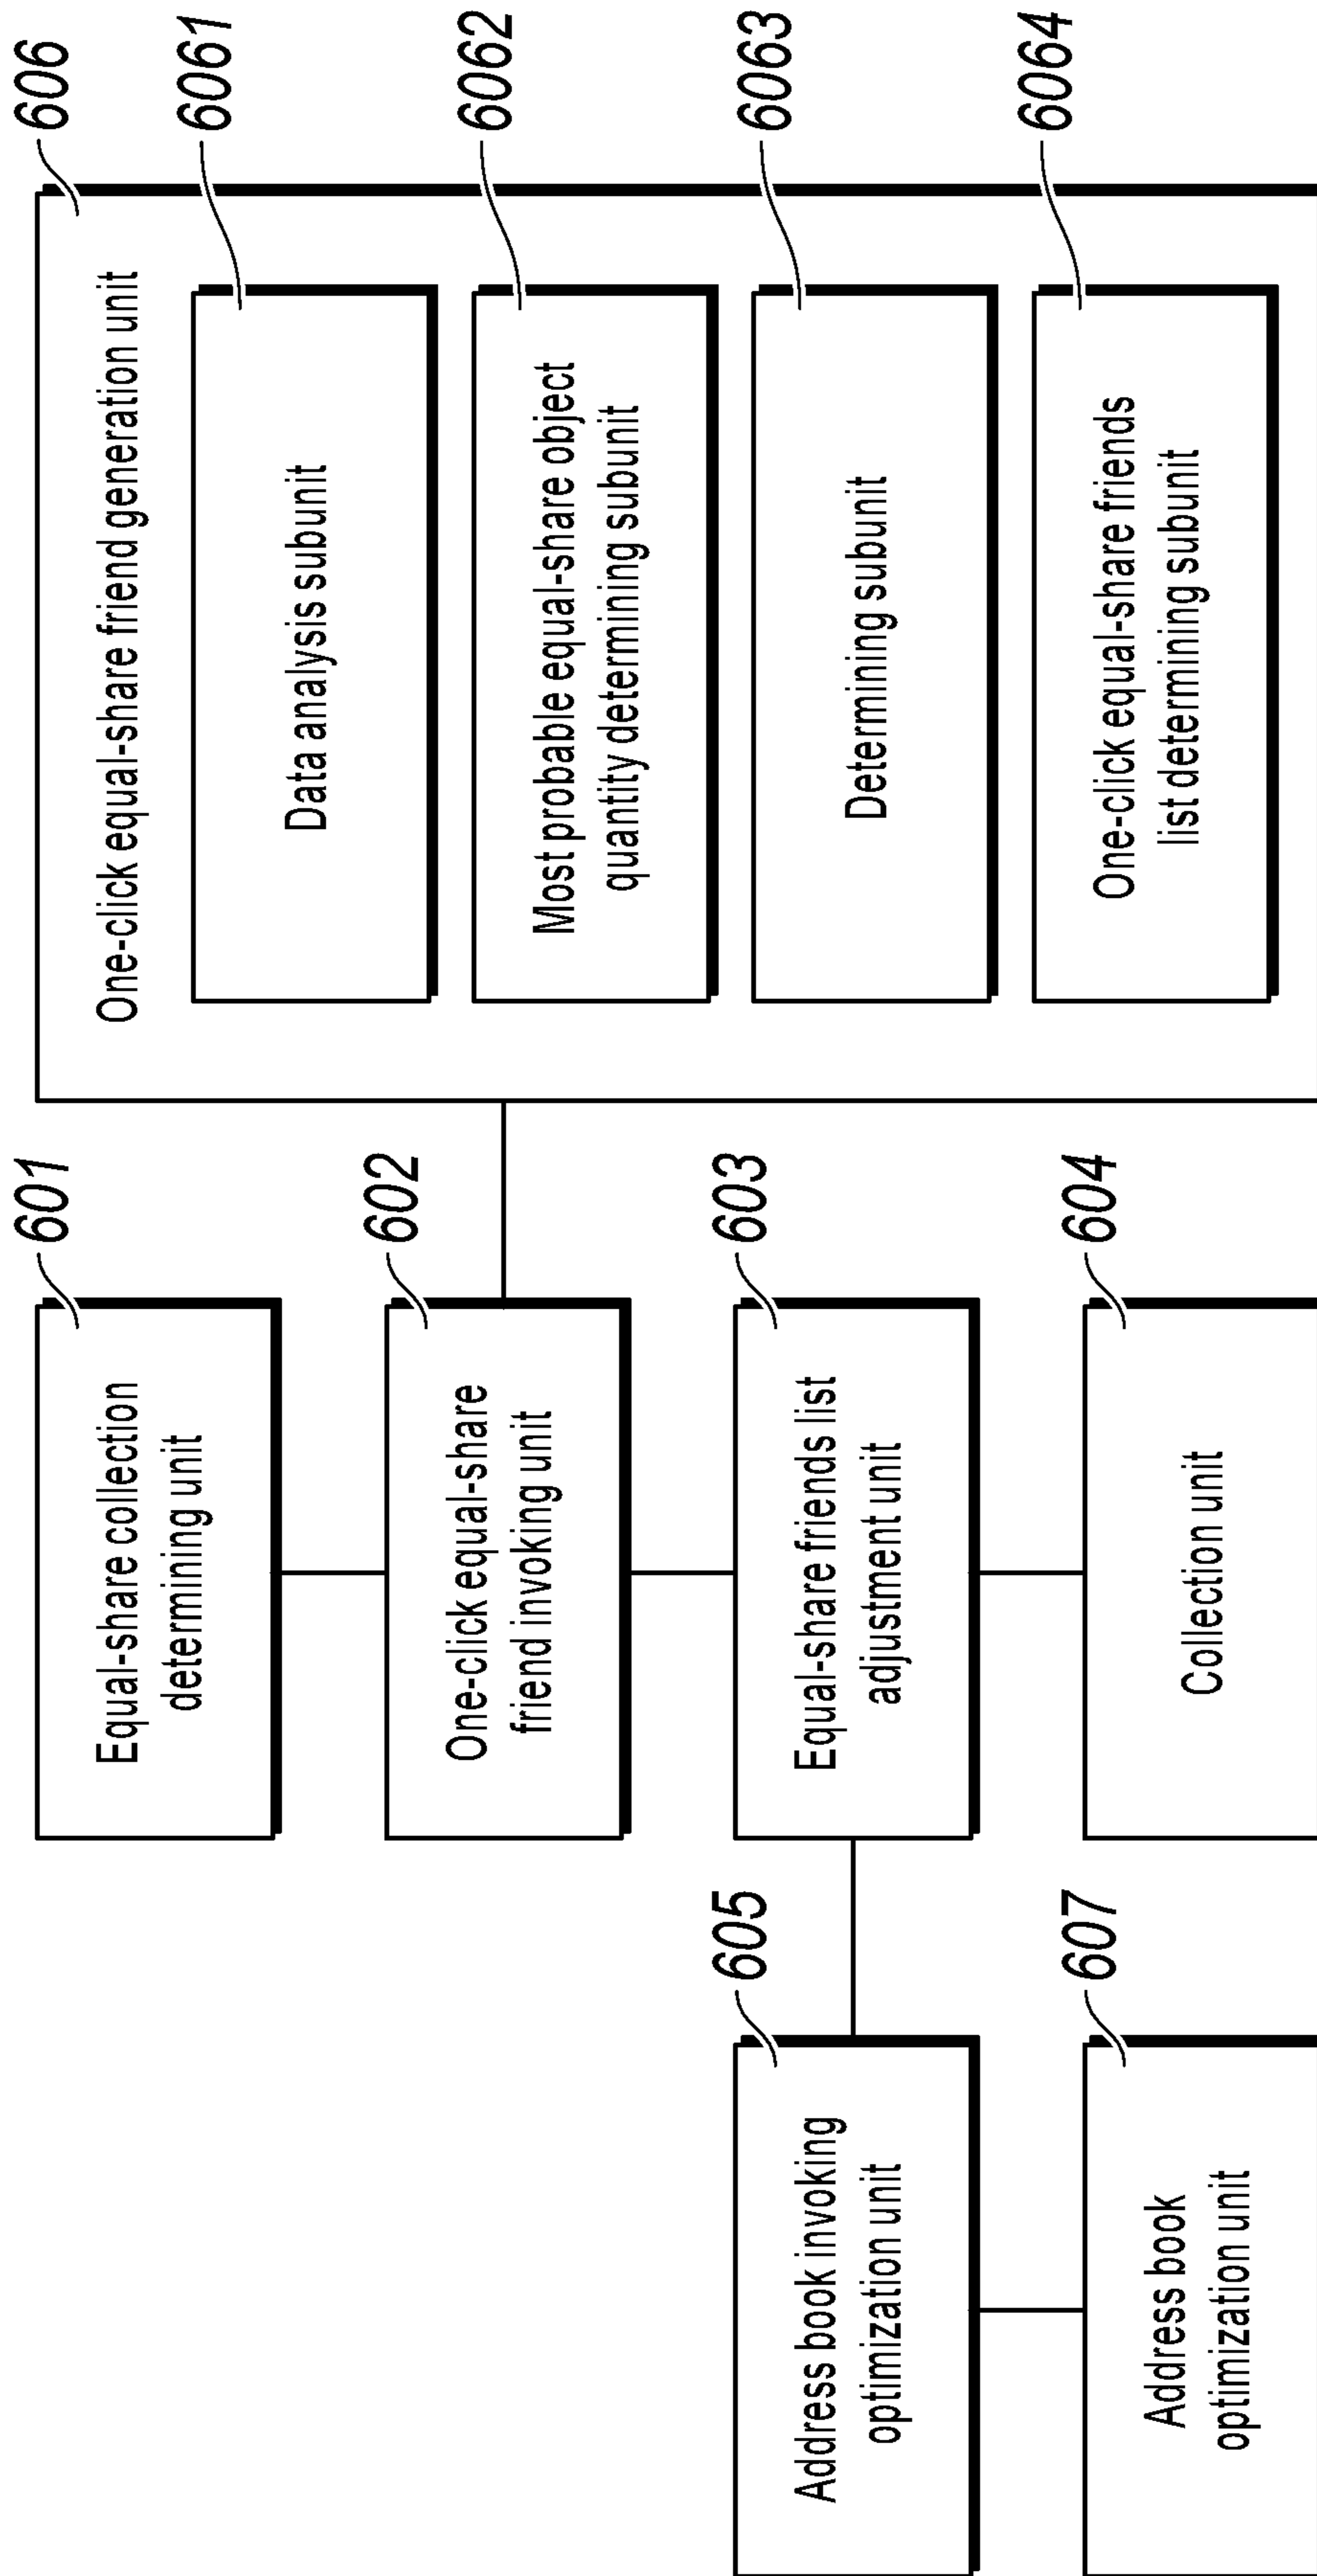 601
Equal-share collection
determining unit
602
One-click equal-share
friend invoking unit
603
Equal-share friends list
adjustment unit
604
Collection unit
605
Address book invoking
optimization unit
607
Address book
optimization unit
606
One-click equal-share friend generation unit
6061
Data analysis subunit
6062
Most probable equal-share object
quantity determining subunit
6063
Determining subunit
6064
One-click equal-share friends
list determining subunit